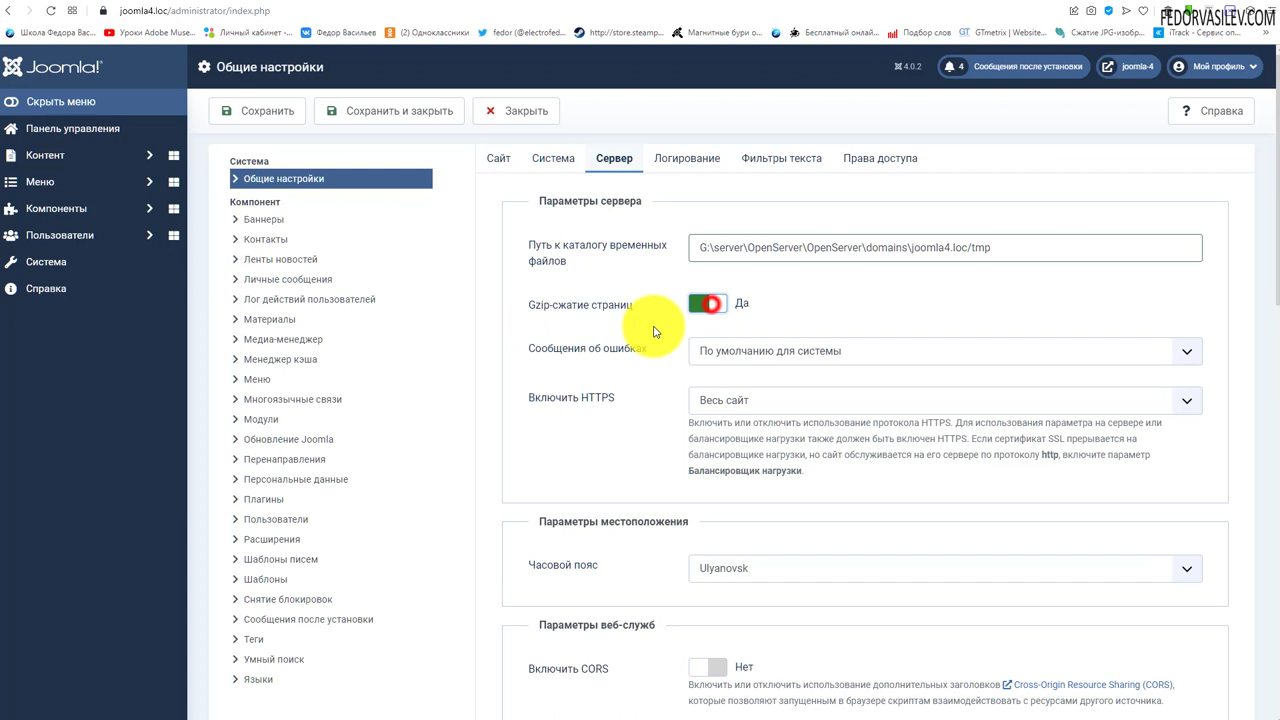 joomla4.loc/administrator/index.php
FEDORVASILEV.COM
Школа Федора Вас...
Уроки Adobe Muse...
Личный кабинет -...
Федор Васильев
(2) Одноклассники
fedor (@electrofed...
http://store.steamp...
Магнитные бури о...
Бесплатный онлай...
Подбор слов
GTmetrix | Website...
Сжатие JPG-изобр...
iTrack - Сервис оп...
»
Joomla!
Общие настройки
4.0.2
4 Сообщения после установки
joomla-4
Мой профиль
Скрыть меню
Панель управления
Контент
Меню
Компоненты
Пользователи
Система
Справка
Сохранить
Сохранить и закрыть
Закрыть
? Справка
Система
Общие настройки
Компонент
Баннеры
Контакты
Ленты новостей
Личные сообщения
Лог действий пользователей
Материалы
Медиа-менеджер
Менеджер кэша
Меню
Многоязычные связи
Модули
Обновление Joomla
Перенаправления
Персональные данные
Плагины
Пользователи
Расширения
Шаблоны писем
Шаблоны
Снятие блокировок
Сообщения после установки
Теги
Умный поиск
Языки
Сайт
Система
Сервер
Логирование
Фильтры текста
Права доступа
Параметры сервера
Путь к каталогу временных
файлов
G:\server\OpenServer\OpenServer\domains\joomla4.loc/tmp
Gzip-сжатие страниц
Да
Сообщения об ошибках
По умолчанию для системы
Включить HTTPS
Весь сайт
Включить или отключить использование протокола HTTPS. Для использования параметра на сервере или
балансировщике нагрузки также должен быть включен HTTPS. Если сертификат SSL прерывается на
балансировщике нагрузки, но сайт обслуживается на его сервере по протоколу http, включите параметр
Балансировщик нагрузки.
Параметры местоположения
Часовой пояс
Ulyanovsk
Параметры веб-служб
Включить CORS
Нет
Включить или отключить использование дополнительных заголовков Cross-Origin Resource Sharing (CORS),
которые позволяют запущенным в браузере скриптам взаимодействовать с ресурсами другого источника.